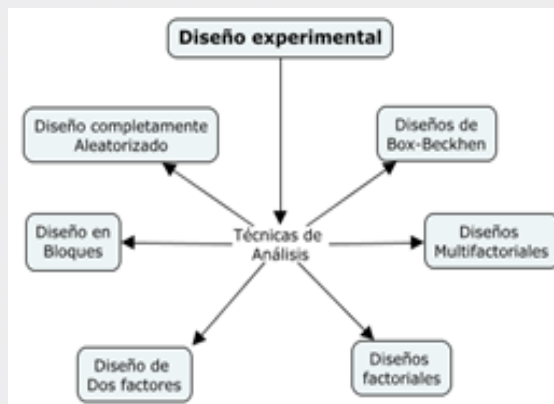 Diseño experimental
Diseño completamente
Aleatorizado
Diseños de
Box-Beckhen
Diseño en
Bloques
Técnicas de
Análisis
Diseños
Multifactoriales
Diseño de
Dos factores
Diseños
factoriales